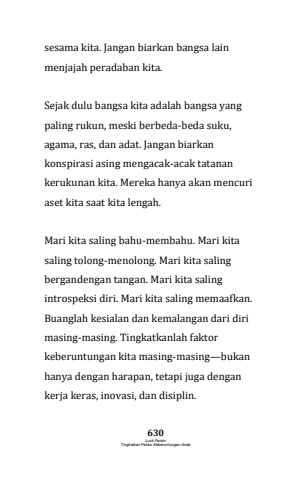 sesama kita. Jangan biarkan bangsa lain
menjajah peradaban kita.
Sejak dulu bangsa kita adalah bangsa yang
paling rukun, meski berbeda-beda suku,
agama, ras, dan adat. Jangan biarkan
konspirasi asing mengacak-acak tatanan
kerukunan kita. Mereka hanya akan mencuri
aset kita saat kita lengah.
Mari kita saling bahu-membahu. Mari kita
saling tolong-menolong. Mari kita saling
bergandengan tangan. Mari kita saling
introspeksi diri. Mari kita saling memaafkan.
Buanglah kesialan dan kemalangan dari diri
masing-masing. Tingkatkanlah faktor
keberuntungan kita masing-masing—bukan
hanya dengan harapan, tetapi juga dengan
kerja keras, inovasi, dan disiplin.
630
Luck Factor
Tingkatkan Faktor Keberuntungan Anda